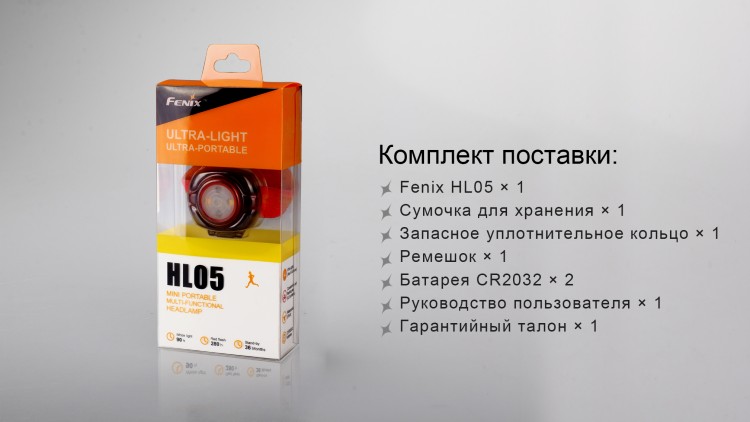 FENIX
ULTRA-LIGHT
ULTRA-PORTABLE
HL05
MINI PORTABLE
MULTI-FUNCTIONAL
HEADLAMP
Комплект поставки:
Fenix HL05 × 1
Сумочка для хранения × 1
Запасное уплотнительное кольцо × 1
Ремешок × 1
Батарея CR2032 × 2
Руководство пользователя × 1
Гарантийный талон × 1